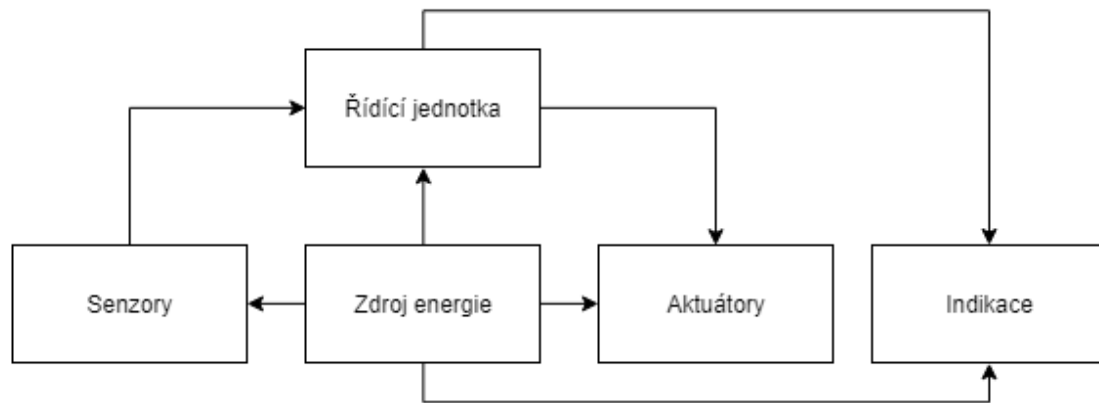 Řídící jednotka
Senzory
Zdroj energie
Aktuátory
Indikace